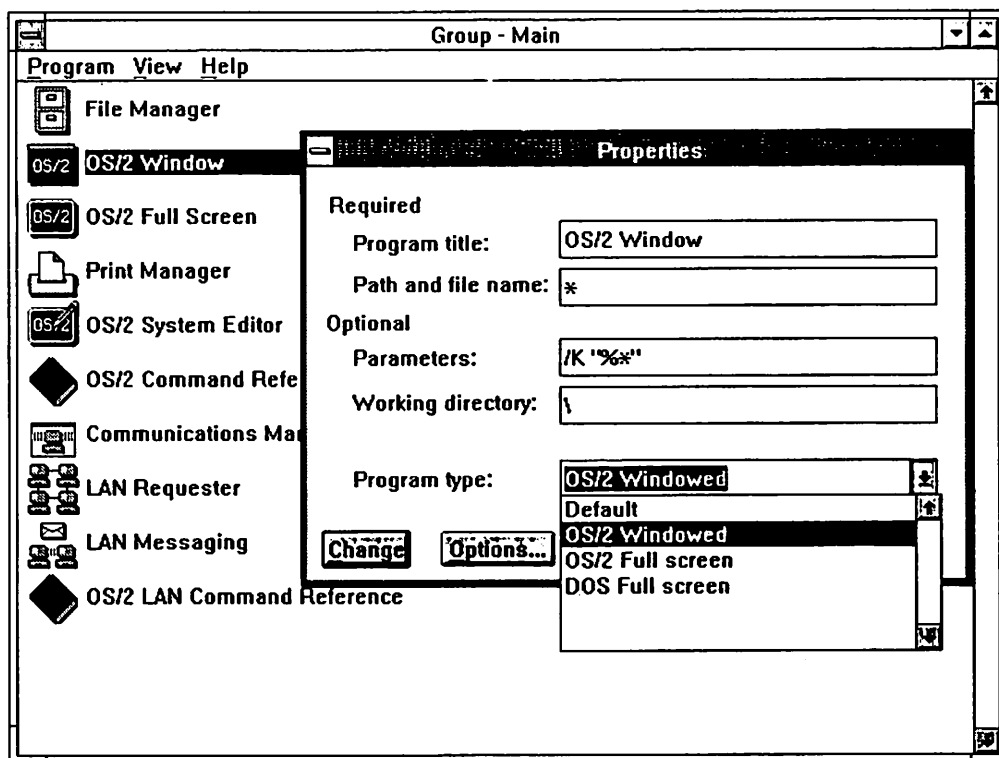 Group - Main
Program View Help
File Manager
OS/2 OS/2 Window
OS/2 OS/2 Full Screen
Print Manager
OS/2 OS/2 System Editor
OS/2 Command Refe
Communications Ma
LAN Requester
LAN Messaging
OS/2 LAN Command Reference
Properties
Required
Program title: OS/2 Window
Path and file name: *
Optional
Parameters: /K "%*"
Working directory: \
Program type: OS/2 Windowed
Default
OS/2 Windowed
OS/2 Full screen
DOS Full screen
Change Options...